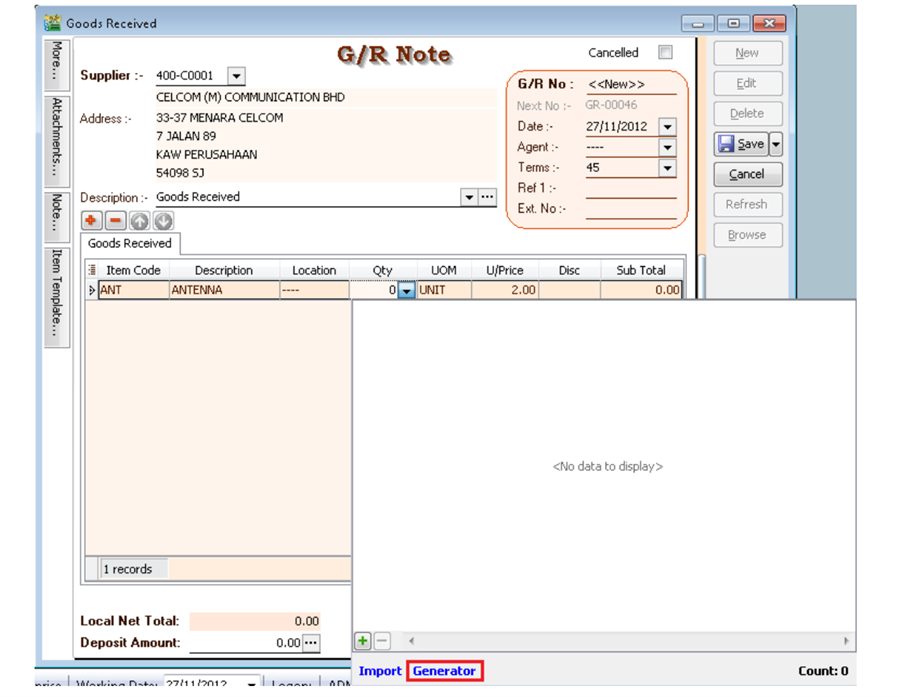 Goods Received
More...
Attachments...
Note...
Item Template...
G/R Note
Cancelled
Supplier :- 400-C0001
CELCOM (M) COMMUNICATION BHD
Address :- 33-37 MENARA CELCOM
7 JALAN 89
KAW PERUSAHAAN
54098 SJ
Description :- Goods Received
G/R No : <<New>>
Next No :- GR-00046
Date :- 27/11/2012
Agent :- ----
Terms :- 45
Ref 1 :-
Ext. No :-
New
Edit
Delete
Save
Cancel
Refresh
Browse
Goods Received
Item Code Description Location Qty UOM U/Price Disc Sub Total
ANT ANTENNA ---- 0 UNIT 2.00 0.00
<No data to display>
1 records
Local Net Total: 0.00
Deposit Amount: 0.00
Import Generator Count: 0
Working Date: 27/11/2012 Logon: